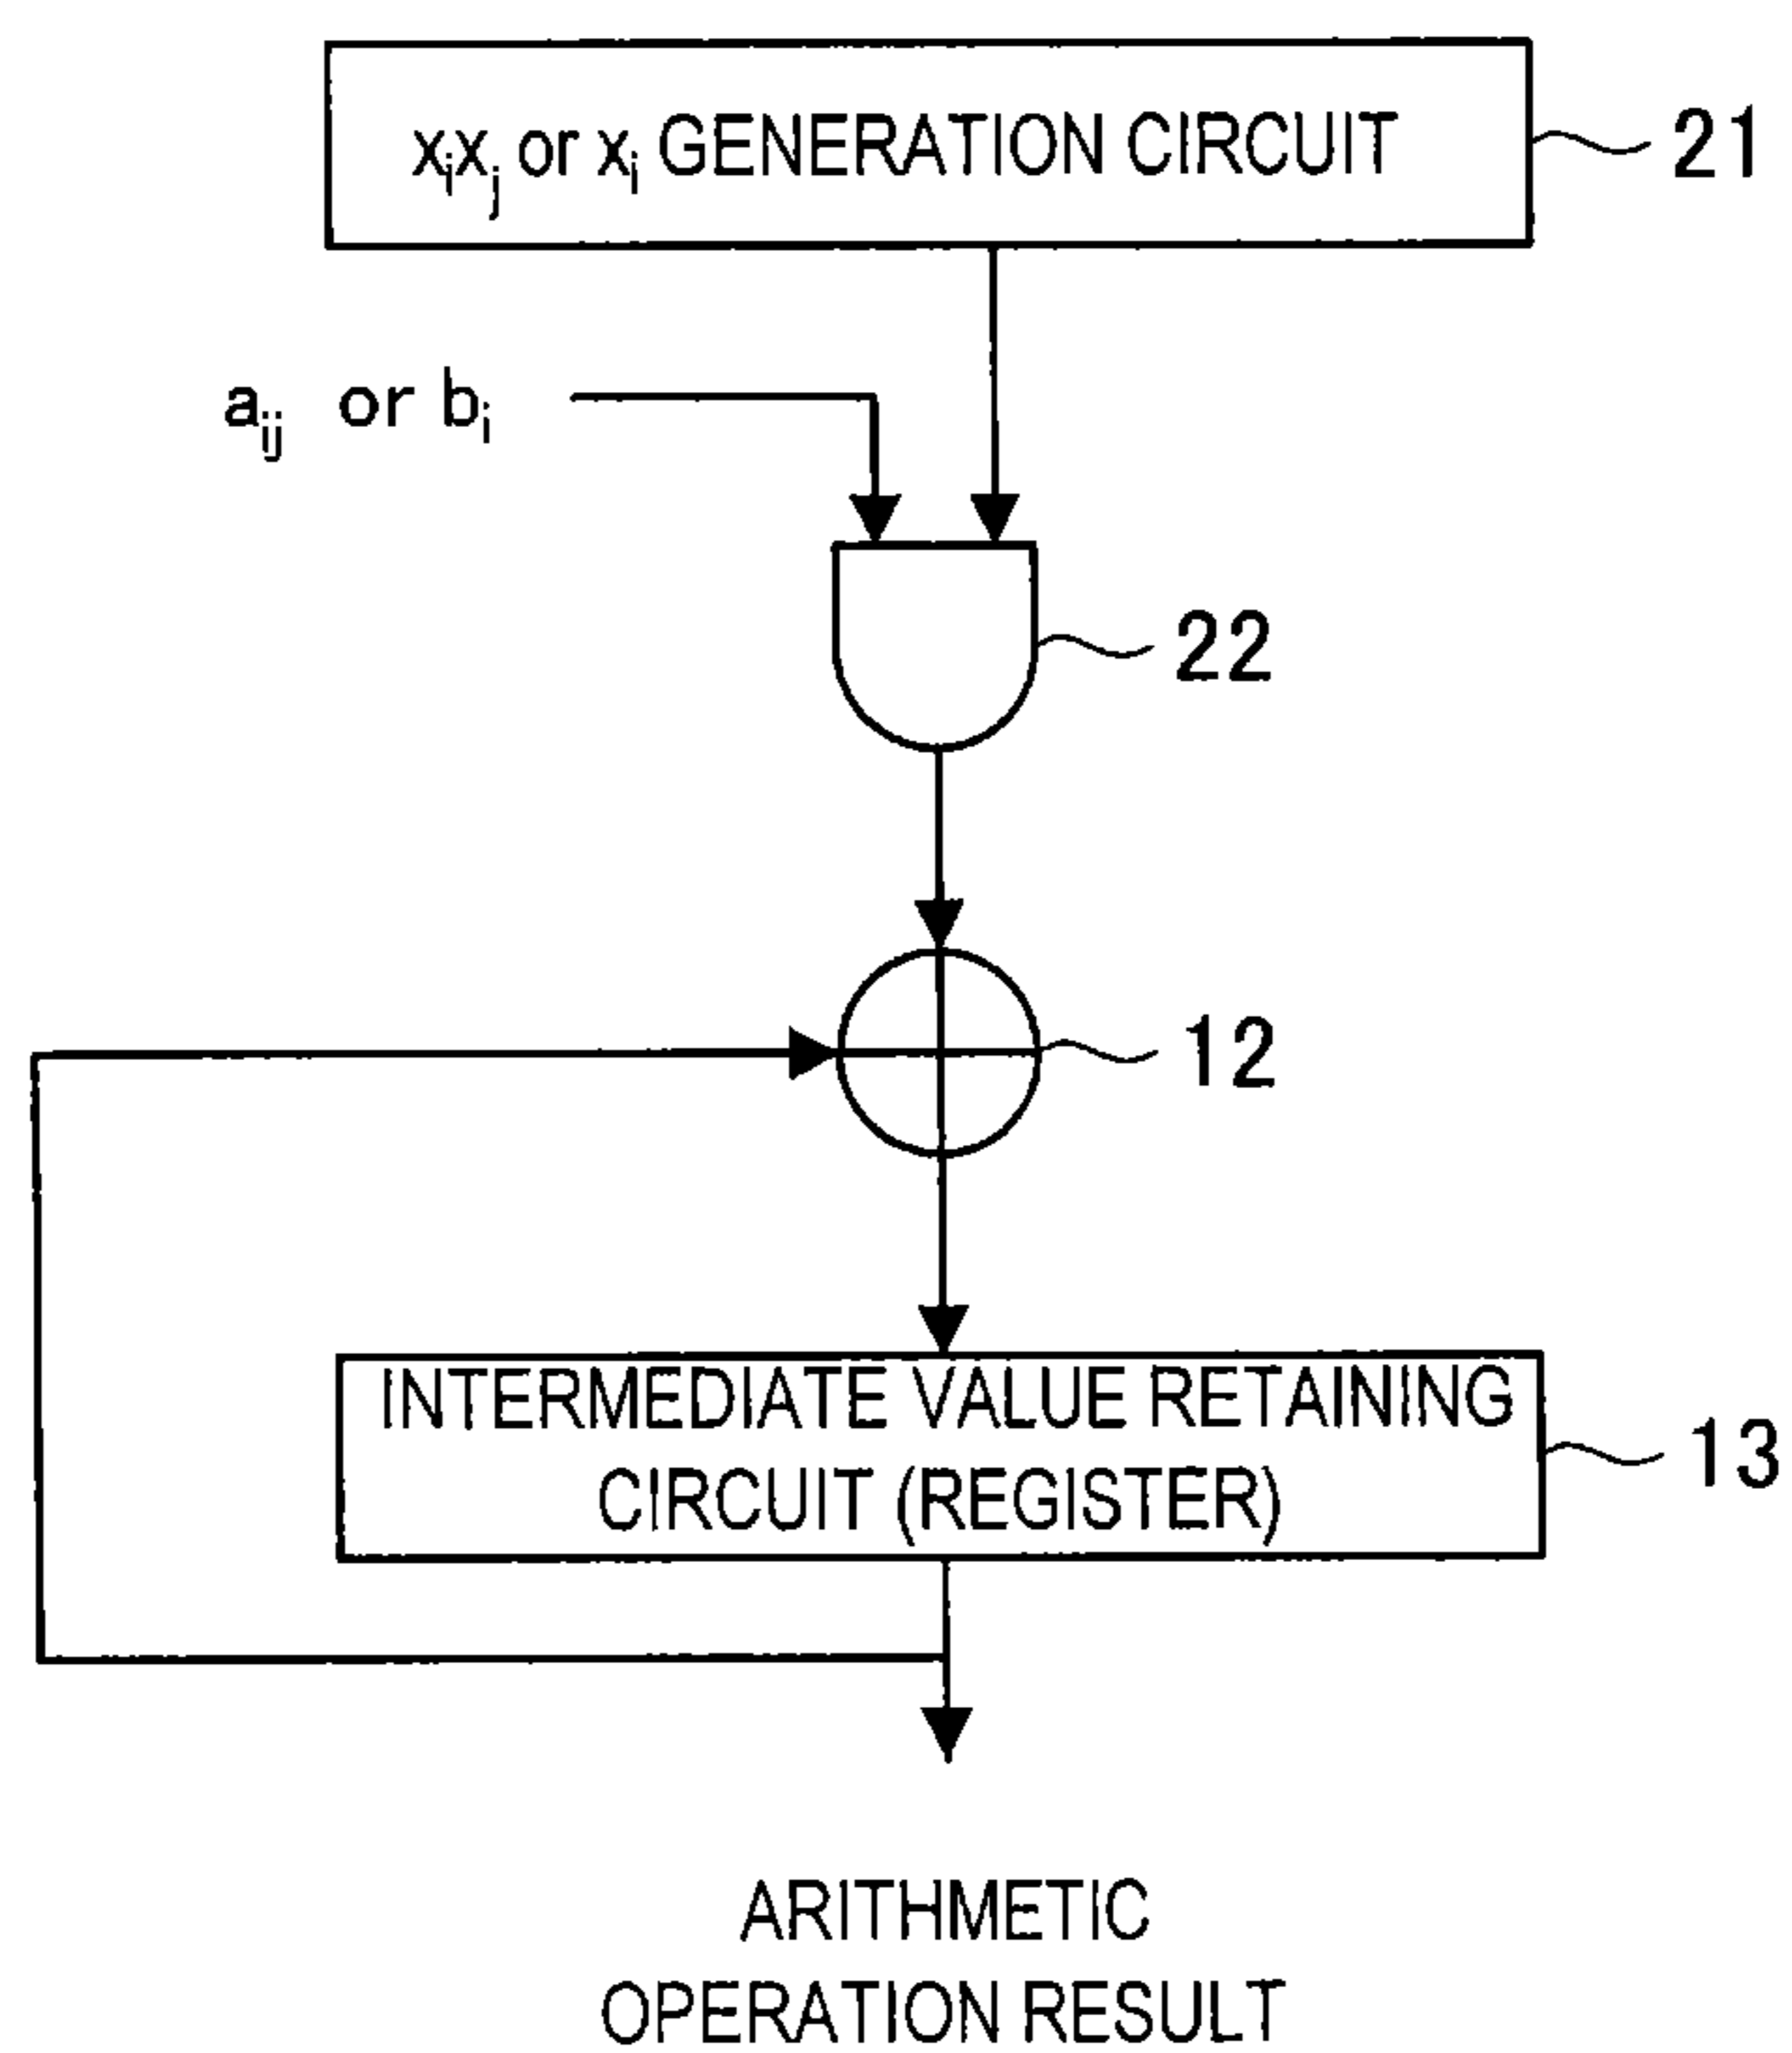 xᵢxⱼ or xᵢ GENERATION CIRCUIT
21
aᵢⱼ or bᵢ
22
12
INTERMEDIATE VALUE RETAINING
CIRCUIT (REGISTER)
13
ARITHMETIC
OPERATION RESULT